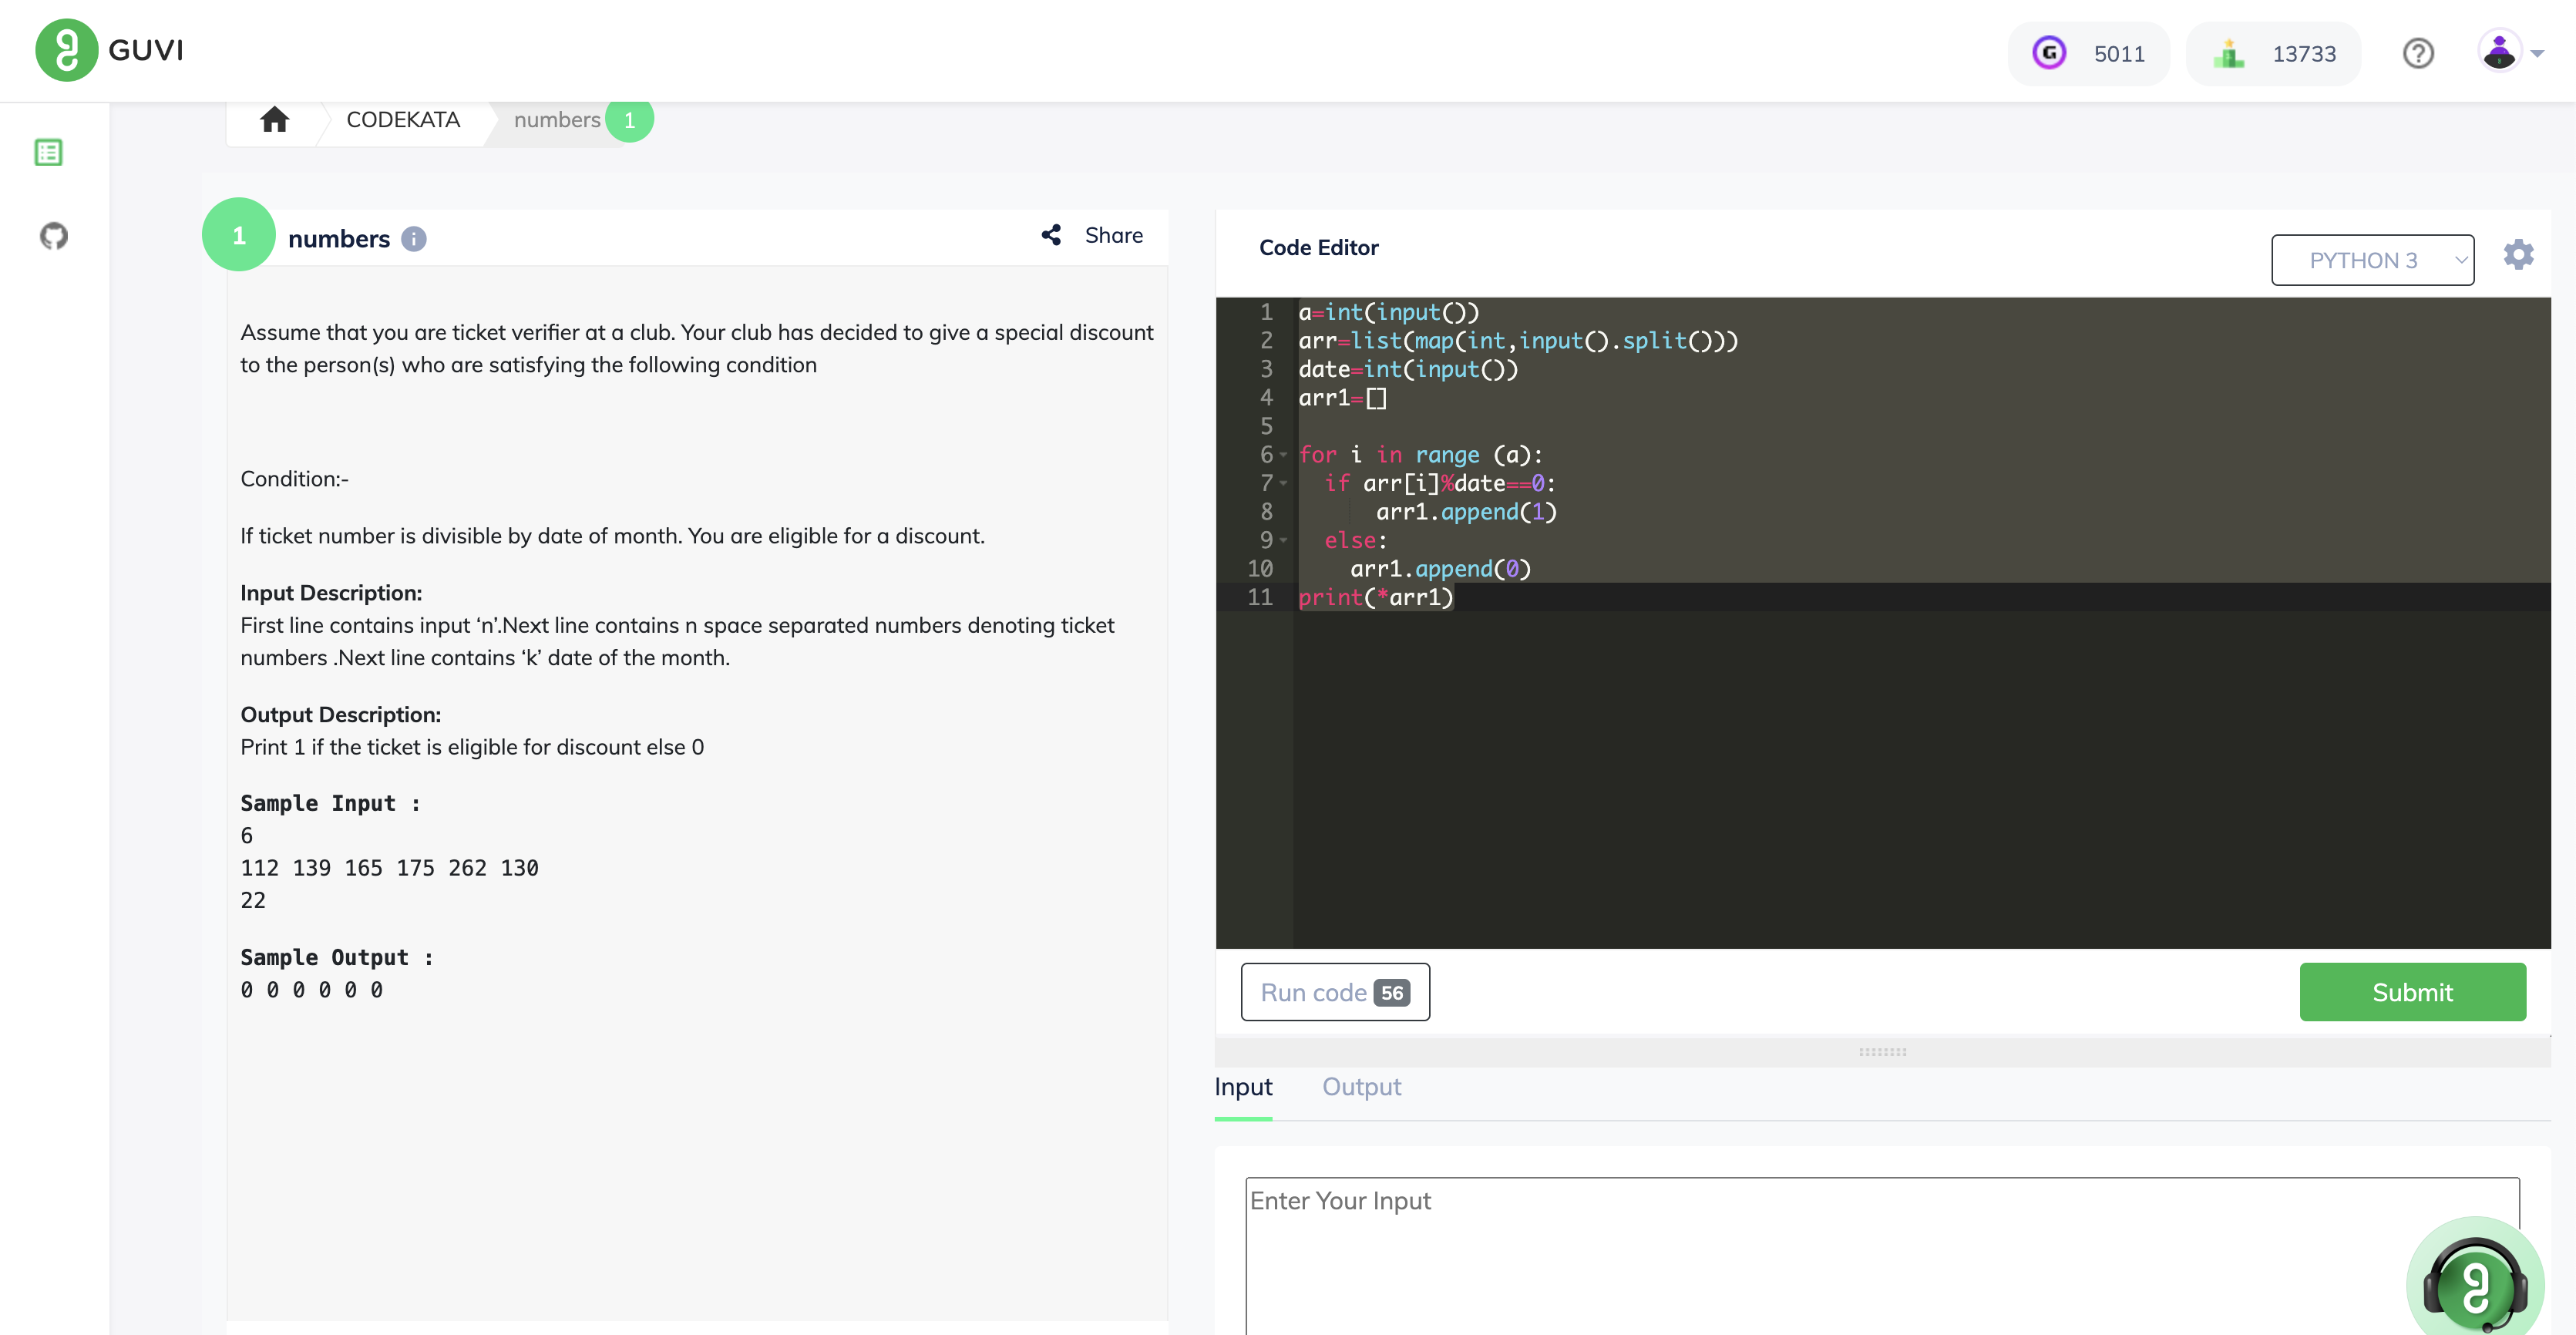 GUVI
5011
13733
CODEKATA
numbers 1
1 numbers
Share
Assume that you are ticket verifier at a club. Your club has decided to give a special discount
to the person(s) who are satisfying the following condition
Condition:-
If ticket number is divisible by date of month. You are eligible for a discount.
Input Description:
First line contains input ‘n’.Next line contains n space separated numbers denoting ticket
numbers .Next line contains ‘k’ date of the month.
Output Description:
Print 1 if the ticket is eligible for discount else 0
Sample Input :
6
112 139 165 175 262 130
22
Sample Output :
0 0 0 0 0 0
Code Editor
PYTHON 3
1 a=int(input())
2 arr=list(map(int,input().split()))
3 date=int(input())
4 arr1=[]
5
6 for i in range (a):
7   if arr[i]%date==0:
8       arr1.append(1)
9   else:
10     arr1.append(0)
11 print(*arr1)
Run code 56
Submit
Input Output
Enter Your Input